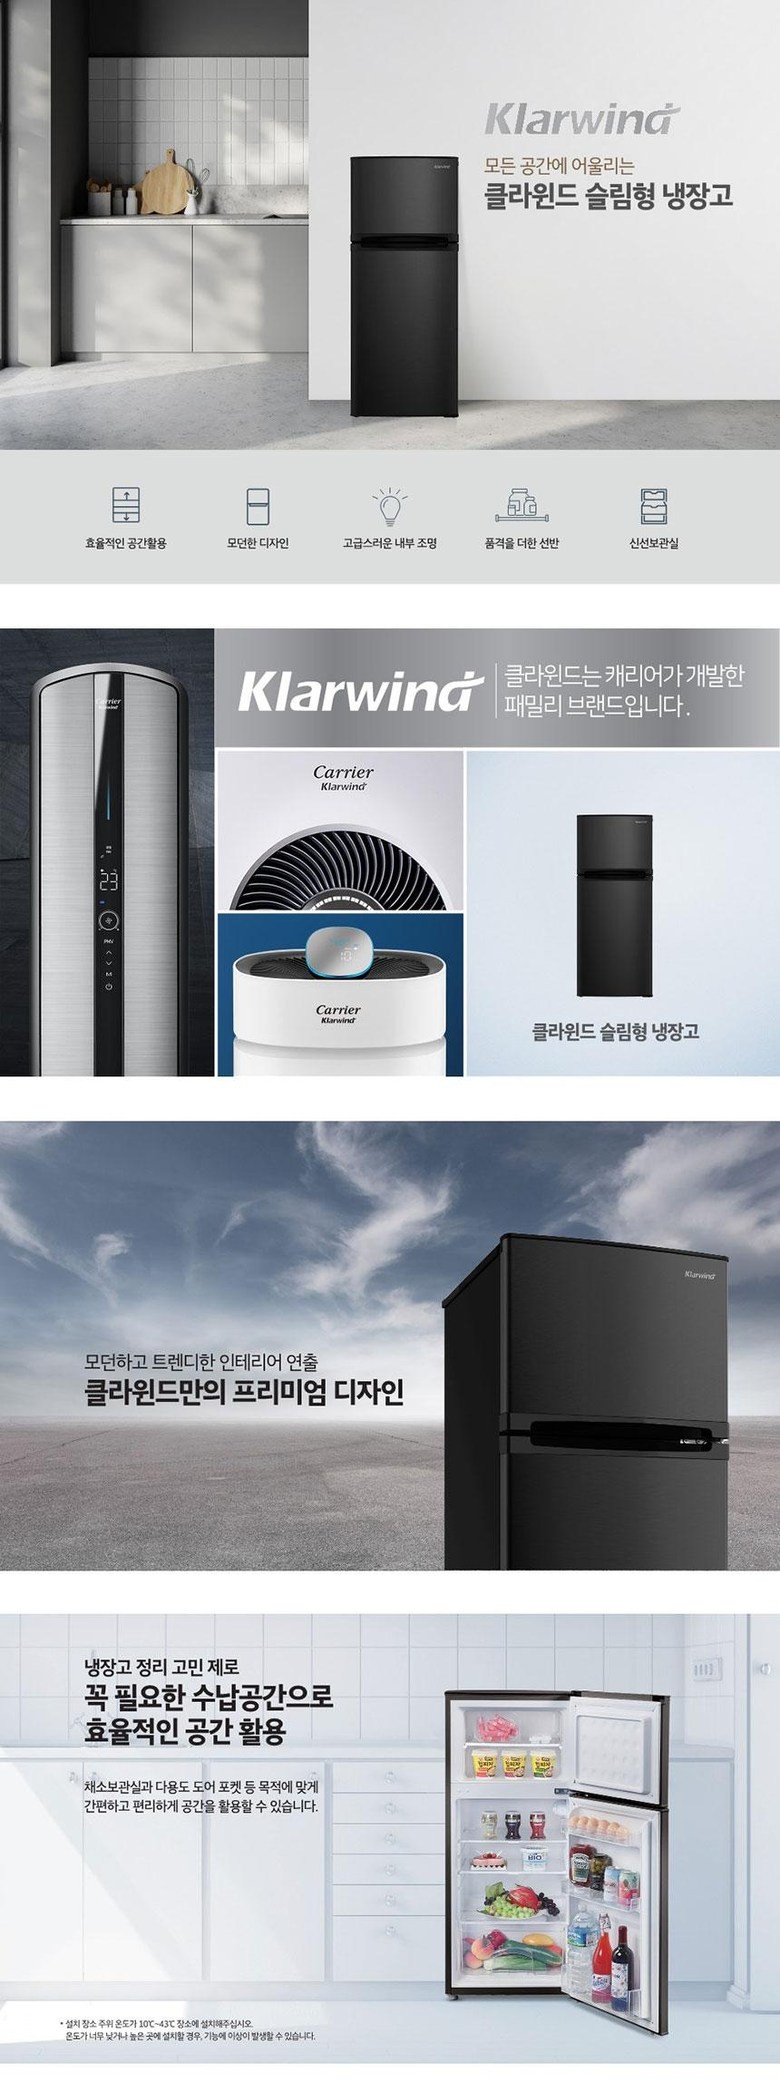 Klarwind
모든 공간에 어울리는
클라윈드 슬림형 냉장고
효율적인 공간활용
모던한 디자인
고급스러운 내부 조명
품격을 더한 선반
신선보관실
Klarwind
클라윈드는 캐리어가 개발한
패밀리 브랜드입니다.
Carrier
Klarwind
23
PMV
M
Carrier
Klarwind
Carrier
Klarwind
클라윈드 슬림형 냉장고
Klarwind
모던하고 트렌디한 인테리어 연출
클라윈드만의 프리미엄 디자인
냉장고 정리 고민 제로
꼭 필요한 수납공간으로
효율적인 공간 활용
채소보관실과 다용도 도어 포켓 등 목적에 맞게
간편하고 편리하게 공간을 활용할 수 있습니다.
BIO
* 설치 장소 주위 온도가 10℃~43℃ 장소에 설치해주십시오.
온도가 너무 낮거나 높은 곳에 설치할 경우, 기능에 이상이 발생할 수 있습니다.